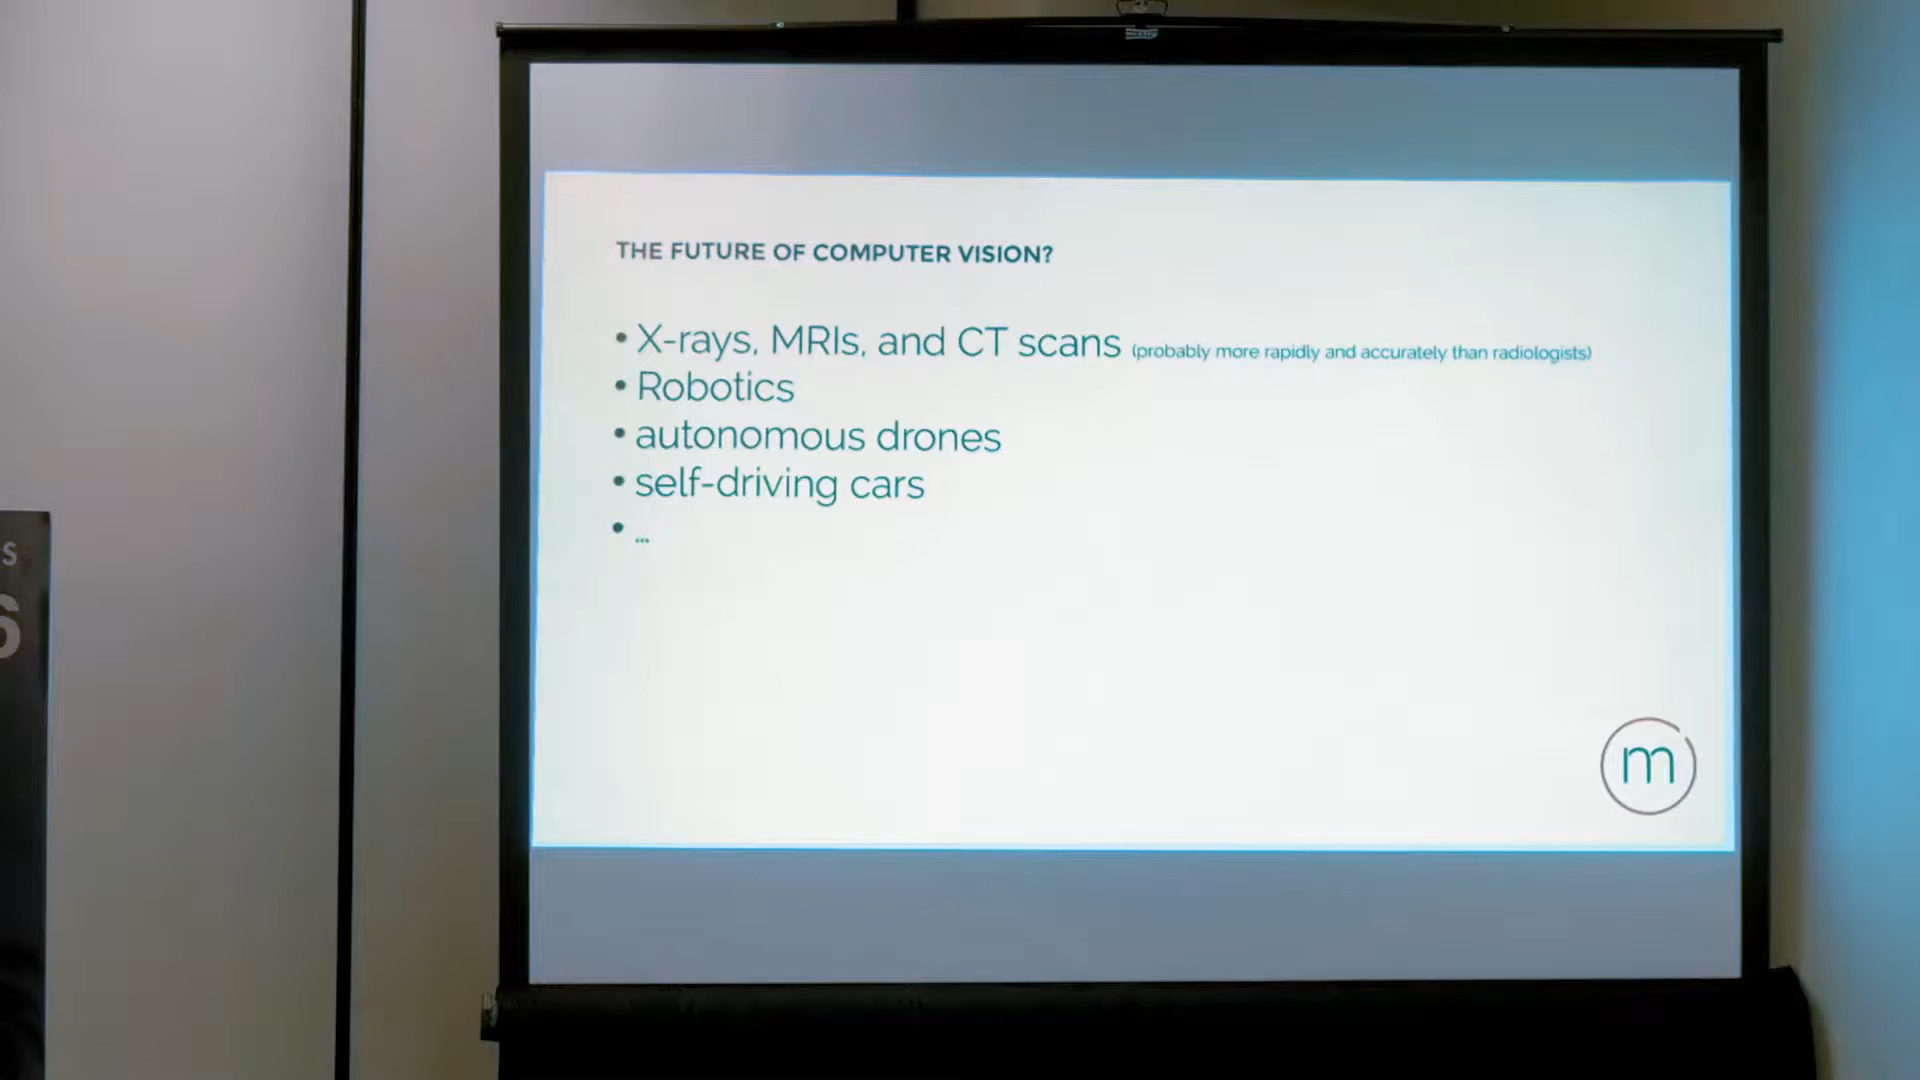 THE FUTURE OF COMPUTER VISION?
• X-rays, MRIs, and CT scans (probably more rapidly and accurately than radiologists)
• Robotics
• autonomous drones
• self-driving cars
• ...
m
S
6